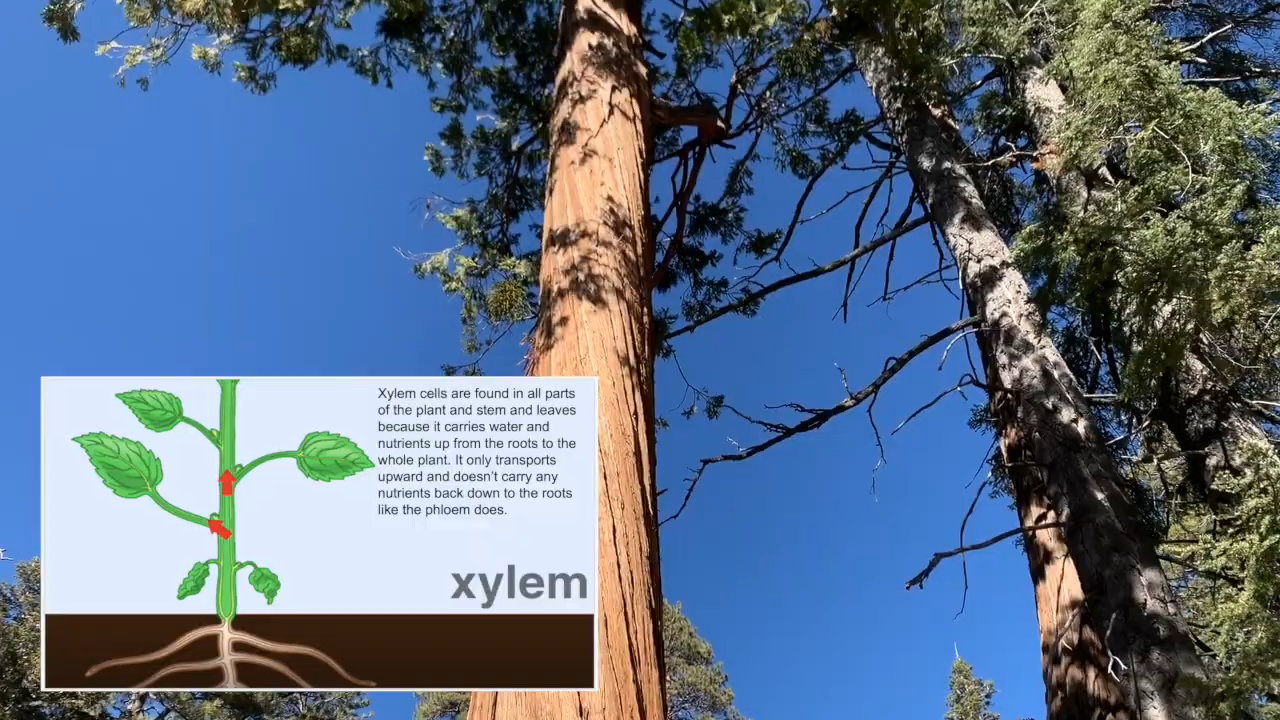 Xylem cells are found in all parts
of the plant and stem and leaves
because it carries water and
nutrients up from the roots to the
whole plant. It only transports
upward and doesn't carry any
nutrients back down to the roots
like the phloem does.
xylem